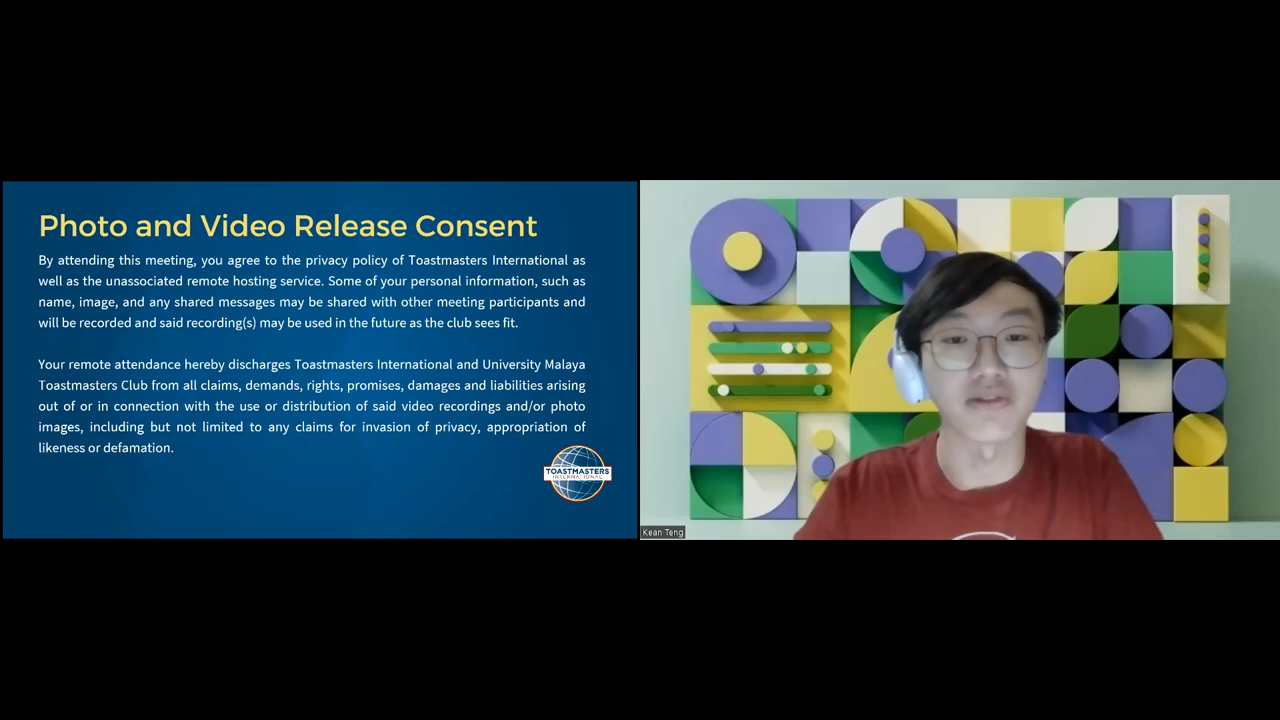 Photo and Video Release Consent
By attending this meeting, you agree to the privacy policy of Toastmasters International as
well as the unassociated remote hosting service. Some of your personal information, such as
name, image, and any shared messages may be shared with other meeting participants and
will be recorded and said recording(s) may be used in the future as the club sees fit.
Your remote attendance hereby discharges Toastmasters International and University Malaya
Toastmasters Club from all claims, demands, rights, promises, damages and liabilities arising
out of or in connection with the use or distribution of said video recordings and/or photo
images, including but not limited to any claims for invasion of privacy, appropriation of
likeness or defamation.
TOASTMASTERS
INTERNATIONAL
Kean Teng